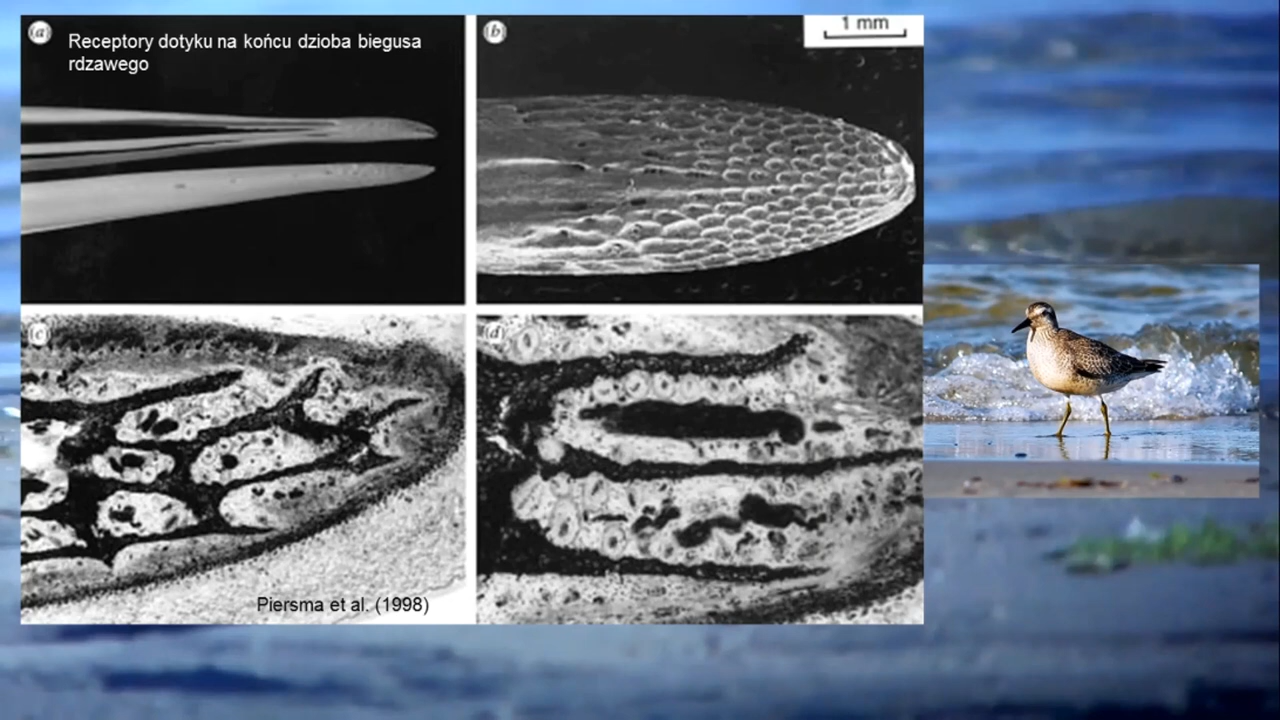 (a)
Receptory dotyku na końcu dzioba biegusa
rdzawego
(b)
1 mm
(c)
Piersma et al. (1998)
(d)